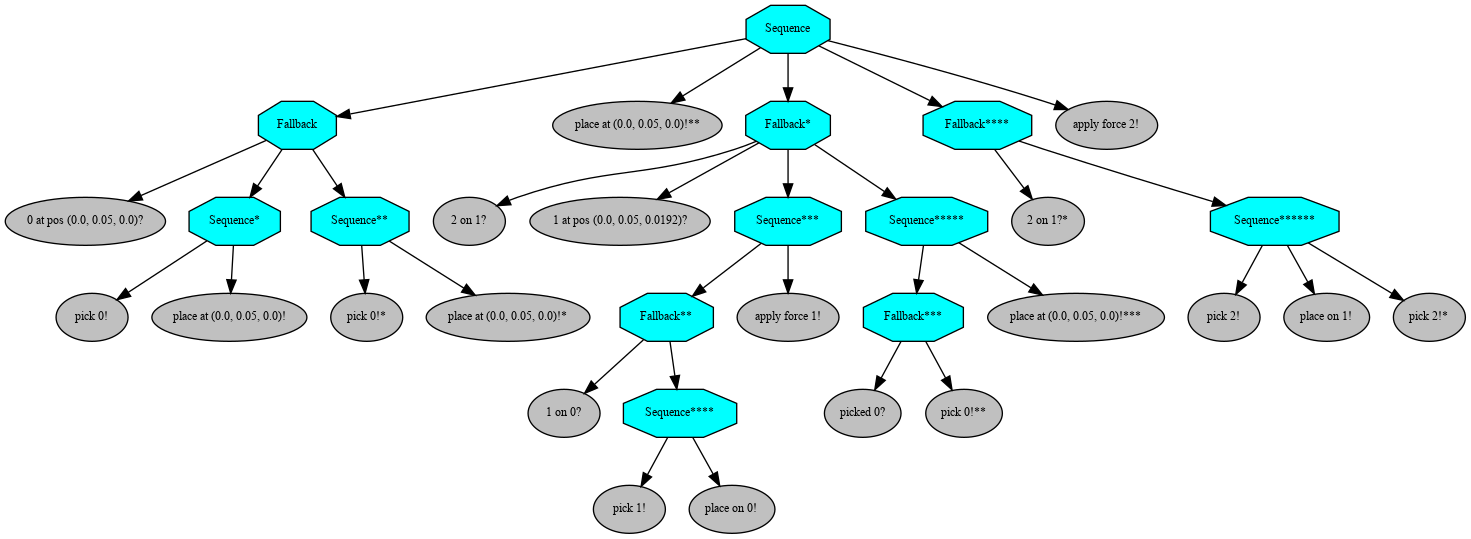 Sequence
Fallback
place at (0.0, 0.05, 0.0)!**
Fallback*
Fallback****
apply force 2!
0 at pos (0.0, 0.05, 0.0)?
Sequence*
Sequence**
2 on 1?
1 at pos (0.0, 0.05, 0.0192)?
Sequence***
Sequence*****
2 on 1?*
Sequence******
pick 0!
place at (0.0, 0.05, 0.0)!
pick 0!*
place at (0.0, 0.05, 0.0)!*
Fallback**
apply force 1!
Fallback***
place at (0.0, 0.05, 0.0)!***
pick 2!
place on 1!
pick 2!*
1 on 0?
Sequence****
picked 0?
pick 0!**
pick 1!
place on 0!